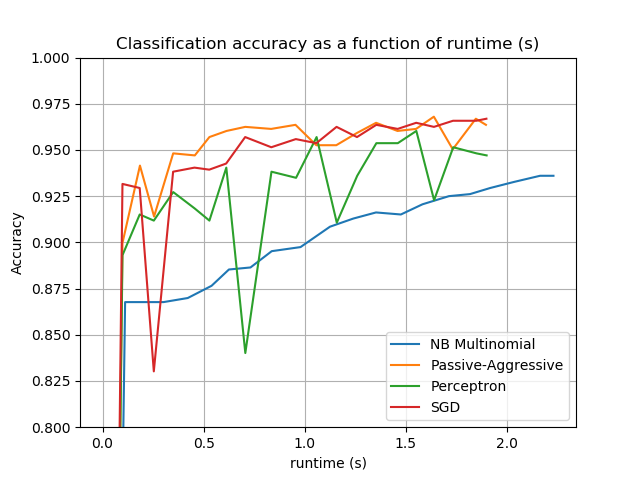 Classification accuracy as a function of runtime (s)
1.000
0.975
0.950
0.925
0.900
0.875
0.850
0.825
0.800
Accuracy
NB Multinomial
Passive-Aggressive
Perceptron
SGD
0.0
0.5
1.0
1.5
2.0
runtime (s)